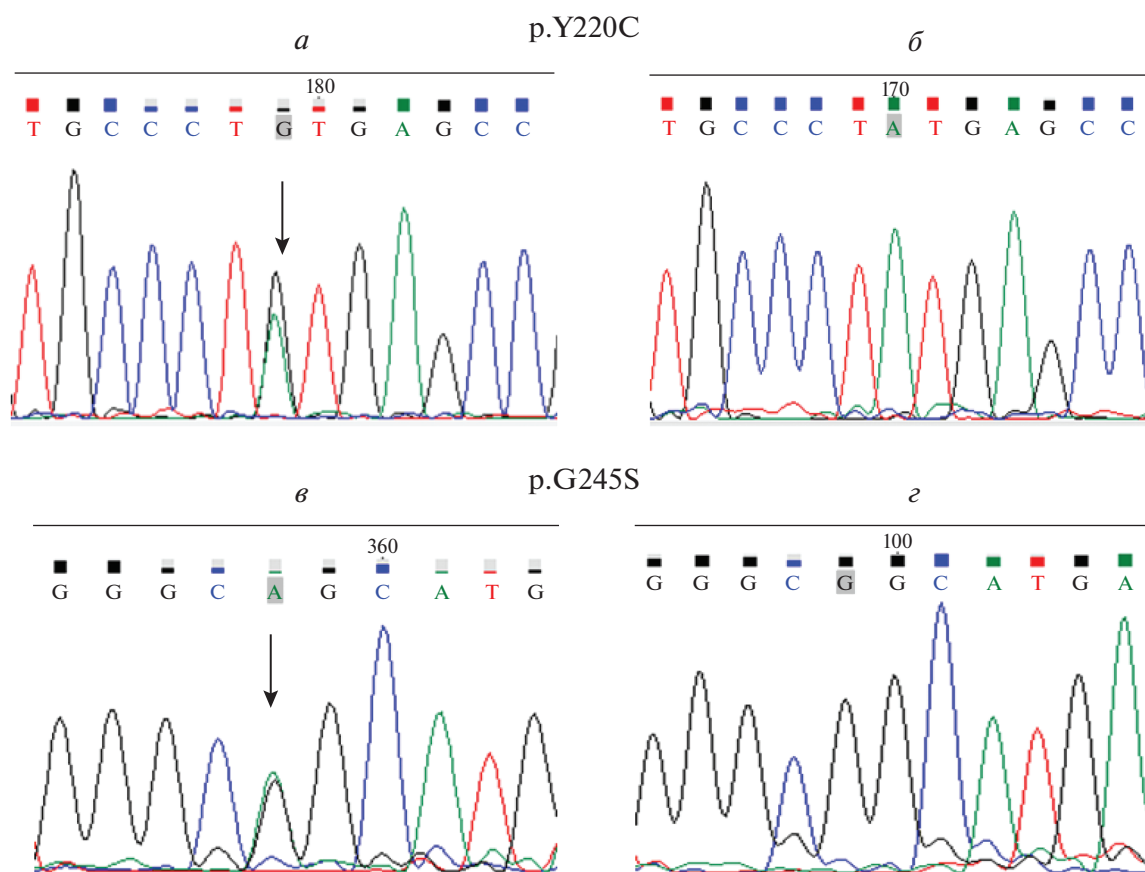 p.Y220C
а
б
180
170
T G C C C T G T G A G C C
T G C C C T A T G A G C C
p.G245S
в
г
360
100
G G G C A G C A T G
G G G C G G C A T G A